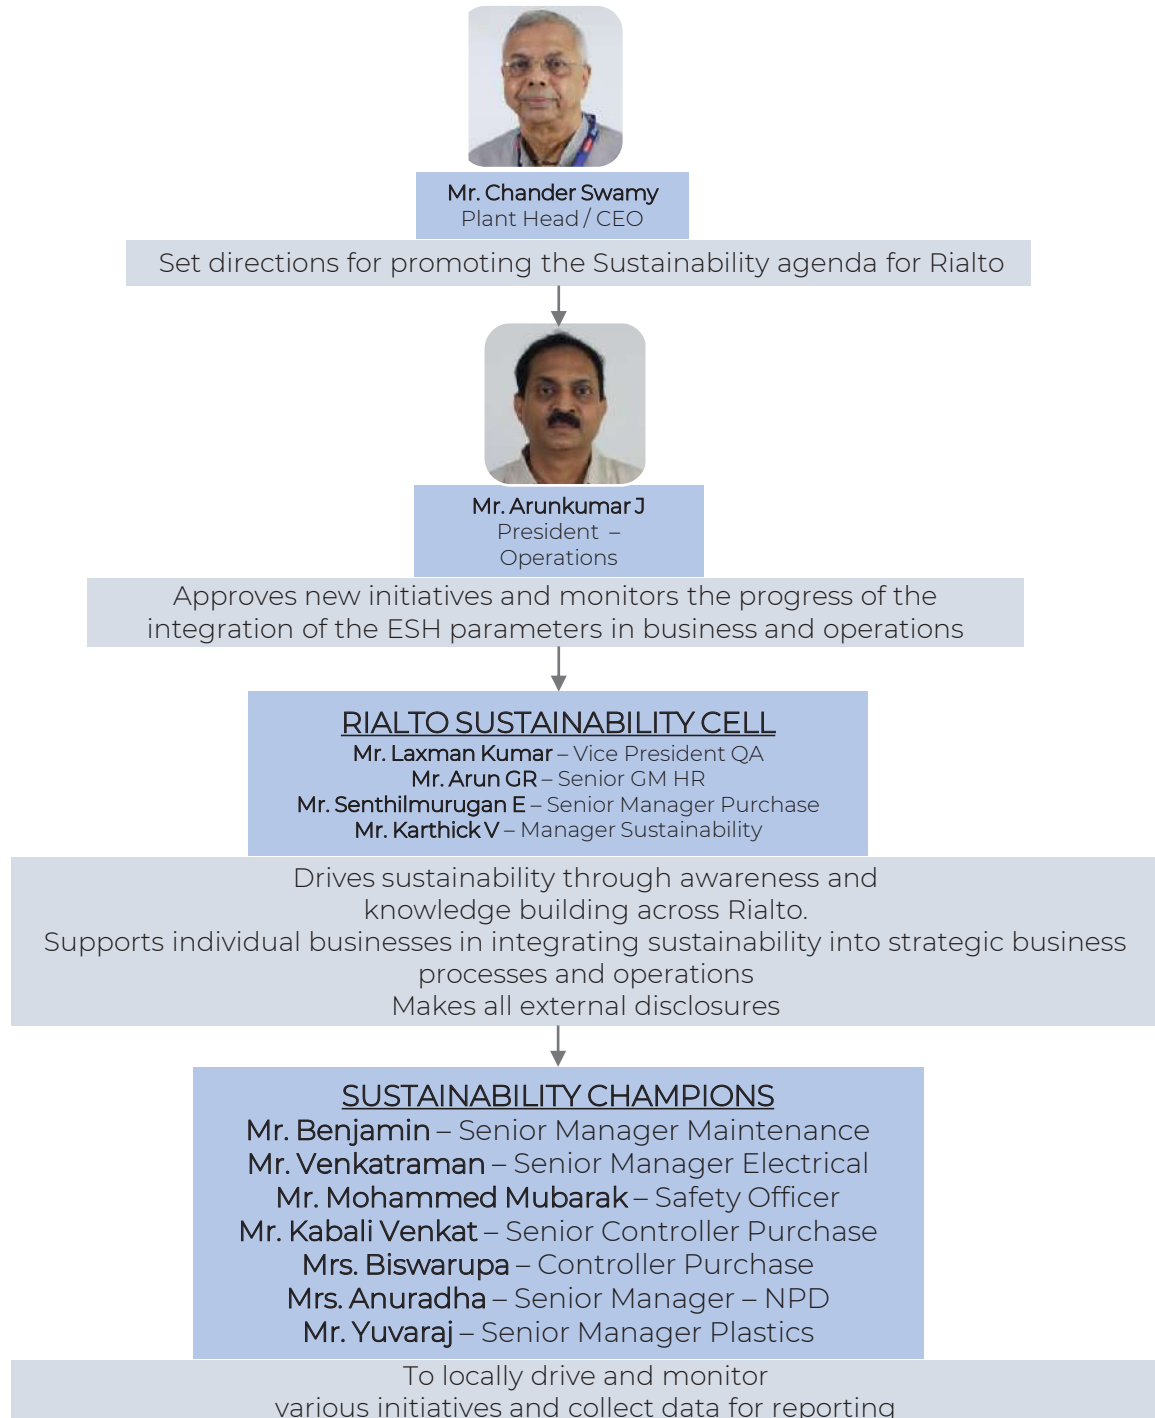 Mr. Chander Swamy
Plant Head / CEO
Set directions for promoting the Sustainability agenda for Rialto
Mr. Arunkumar J
President –
Operations
Approves new initiatives and monitors the progress of the
integration of the ESH parameters in business and operations
RIALTO SUSTAINABILITY CELL
Mr. Laxman Kumar – Vice President QA
Mr. Arun GR – Senior GM HR
Mr. Senthilmurugan E – Senior Manager Purchase
Mr. Karthick V – Manager Sustainability
Drives sustainability through awareness and
knowledge building across Rialto.
Supports individual businesses in integrating sustainability into strategic business
processes and operations
Makes all external disclosures
SUSTAINABILITY CHAMPIONS
Mr. Benjamin – Senior Manager Maintenance
Mr. Venkatraman – Senior Manager Electrical
Mr. Mohammed Mubarak – Safety Officer
Mr. Kabali Venkat – Senior Controller Purchase
Mrs. Biswarupa – Controller Purchase
Mrs. Anuradha – Senior Manager – NPD
Mr. Yuvaraj – Senior Manager Plastics
To locally drive and monitor
various initiatives and collect data for reporting